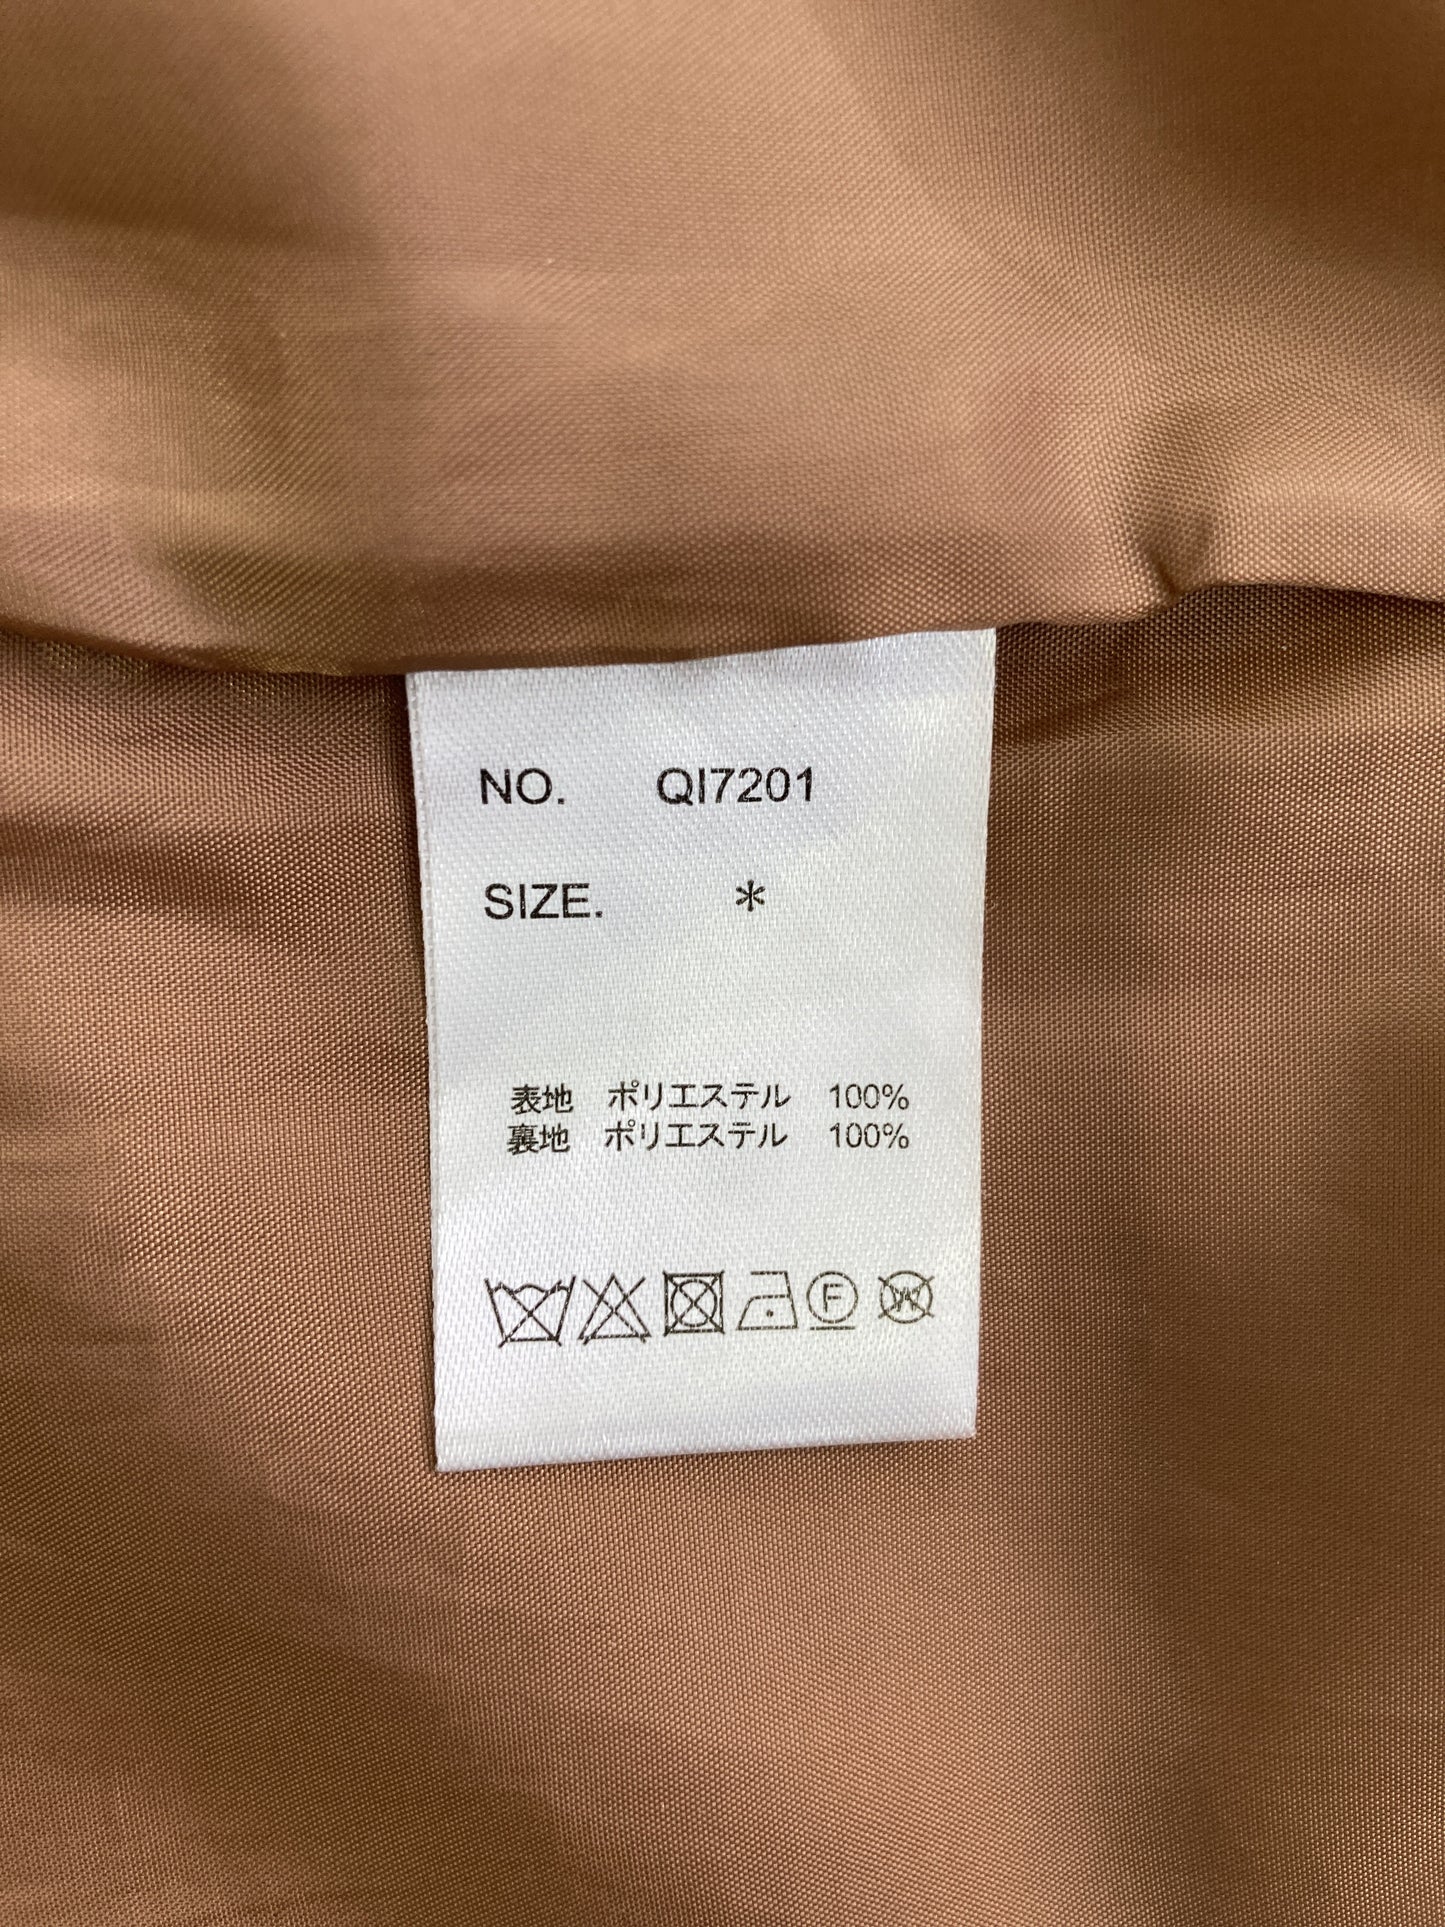 NO. QI7201
SIZE. *
表地 ポリエステル 100%
裏地 ポリエステル 100%
F W